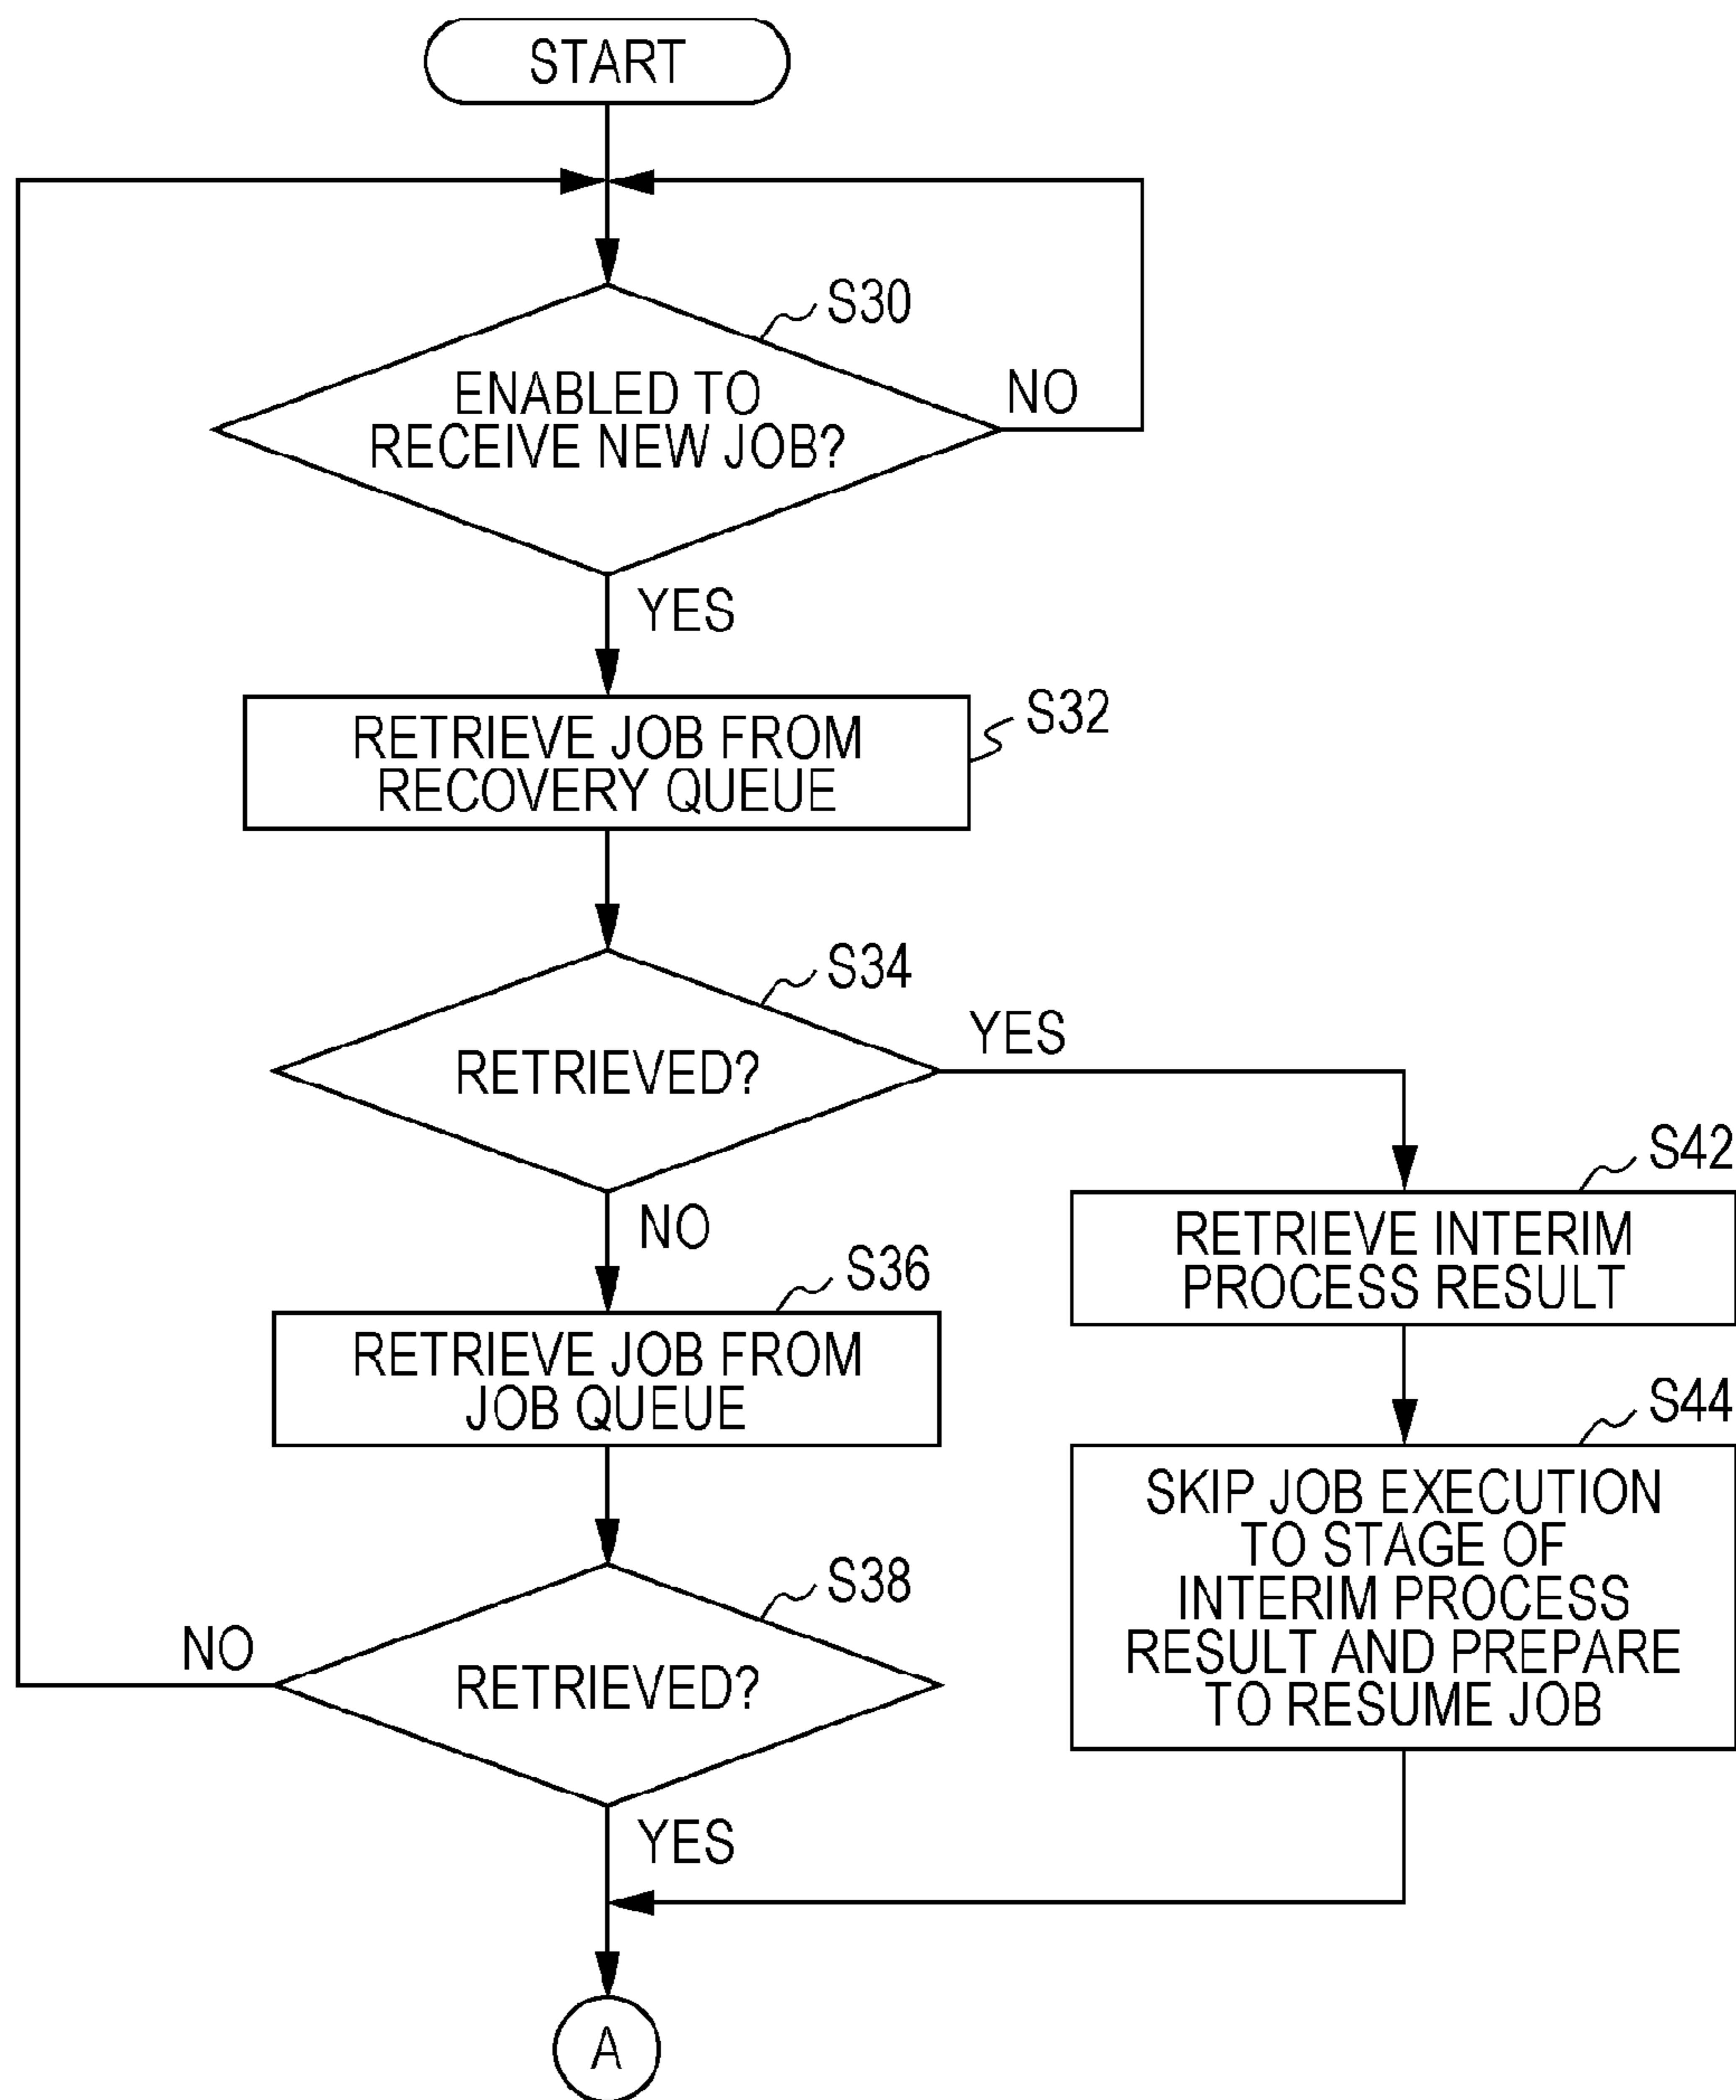 START
S30
ENABLED TO
RECEIVE NEW JOB?
NO
YES
S32
RETRIEVE JOB FROM
RECOVERY QUEUE
S34
RETRIEVED?
YES
NO
S42
RETRIEVE INTERIM
PROCESS RESULT
S36
RETRIEVE JOB FROM
JOB QUEUE
S44
SKIP JOB EXECUTION
TO STAGE OF
INTERIM PROCESS
RESULT AND PREPARE
TO RESUME JOB
S38
RETRIEVED?
NO
YES
A